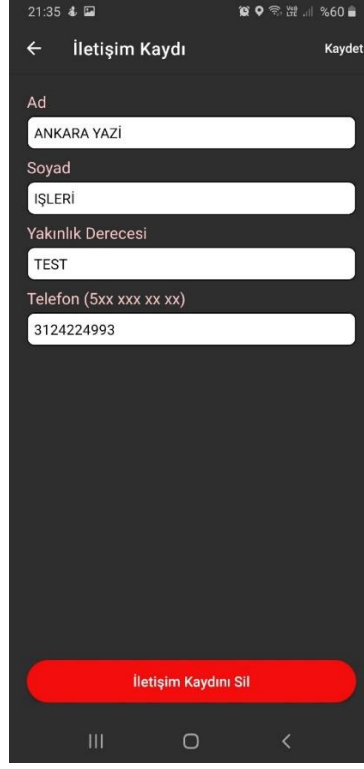 21:35 %60
İletişim Kaydı Kaydet
Ad
ANKARA YAZİ
Soyad
IŞLERİ
Yakınlık Derecesi
TEST
Telefon (5xx xxx xx xx)
3124224993
İletişim Kaydını Sil